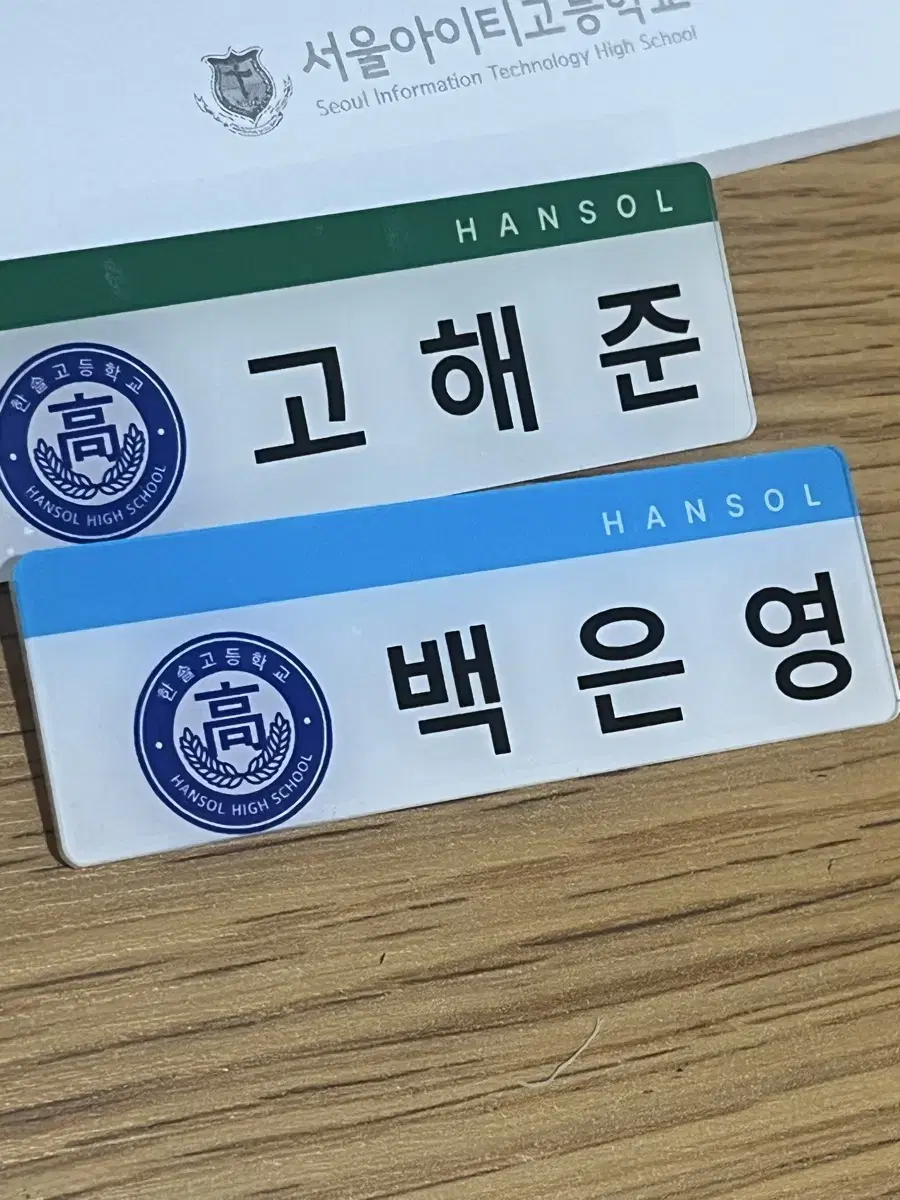 서울아이티고등학교
Seoul Information Technology High School
HANSOL
한솔고등학교
高
HANSOL HIGH SCHOOL
고해준
HANSOL
한솔고등학교
高
HANSOL HIGH SCHOOL
백은영